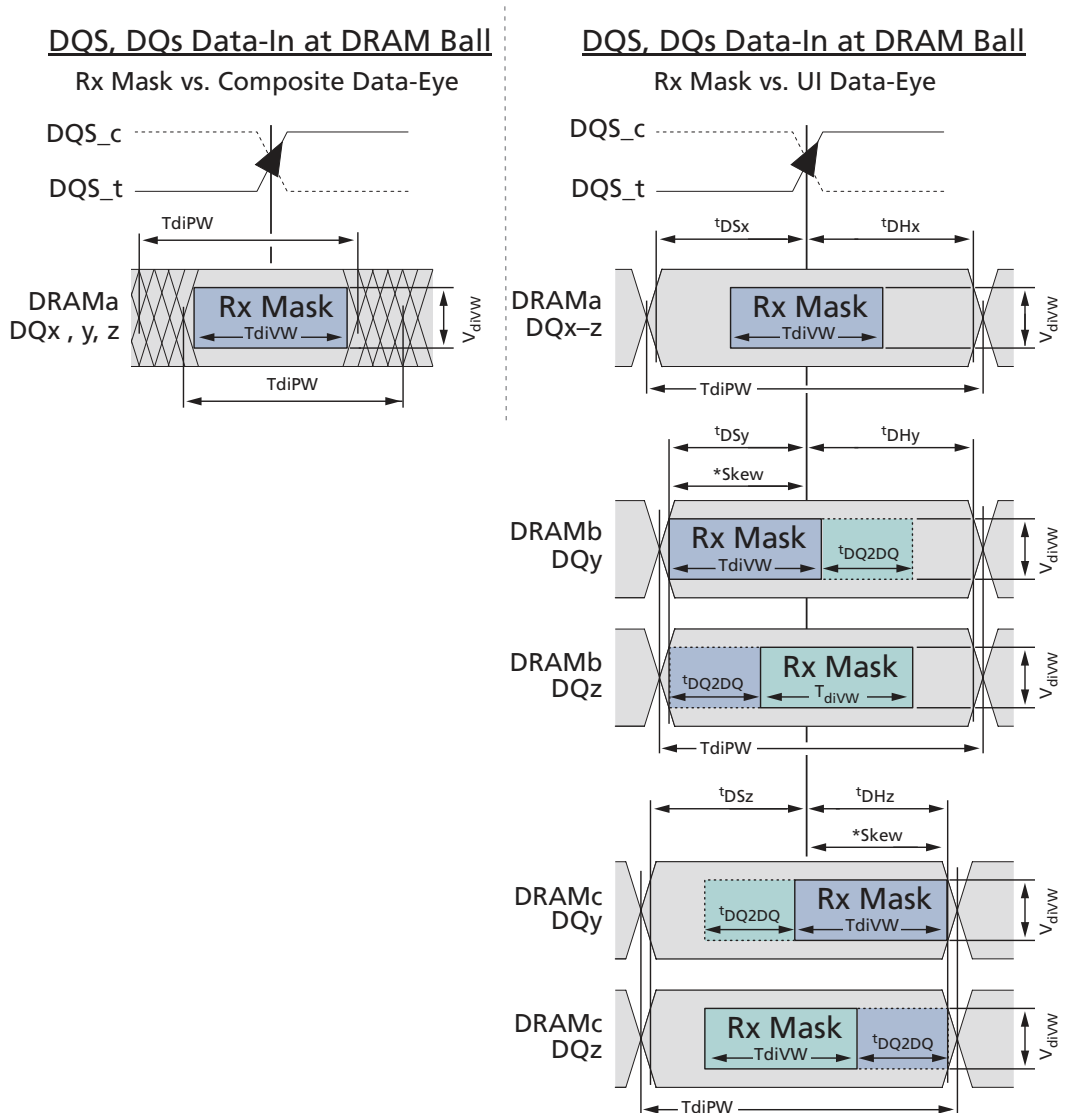 DQS, DQs Data-In at DRAM Ball
Rx Mask vs. Composite Data-Eye
DQS_c
DQS_t
TdiPW
DRAMa
DQx , y, z
Rx Mask
TdiVW
VdiVW
TdiPW
DQS, DQs Data-In at DRAM Ball
Rx Mask vs. UI Data-Eye
DQS_c
DQS_t
tDSx
tDHx
DRAMa
DQx–z
Rx Mask
TdiVW
VdiVW
TdiPW
tDSy
tDHy
*Skew
DRAMb
DQy
Rx Mask
TdiVW
tDQ2DQ
VdiVW
DRAMb
DQz
tDQ2DQ
Rx Mask
TdiVW
VdiVW
TdiPW
tDSz
tDHz
*Skew
DRAMc
DQy
tDQ2DQ
Rx Mask
TdiVW
VdiVW
DRAMc
DQz
Rx Mask
TdiVW
tDQ2DQ
VdiVW
TdiPW